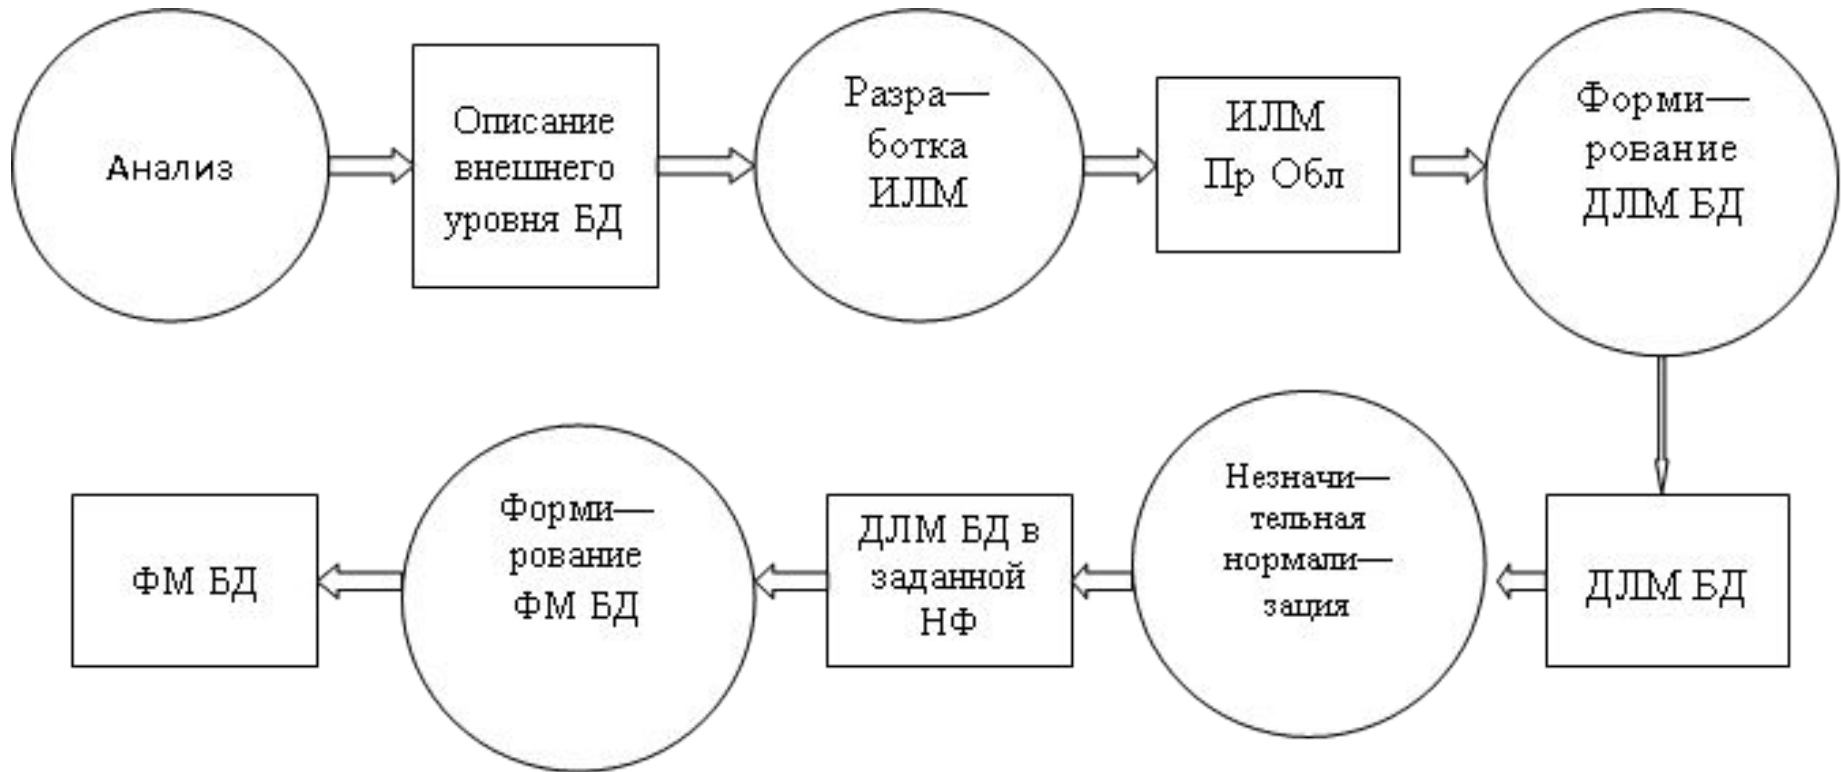 Анализ
Описание
внешнего
уровня БД
Разра—
ботка
ИЛМ
ИЛМ
Пр Обл
Форми—
рование
ДЛМ БД
Форми—
рование
ФМ БД
ФМ БД
ДЛМ БД в
заданной
НФ
Незначи—
тельная
нормали—
зация
ДЛМ БД